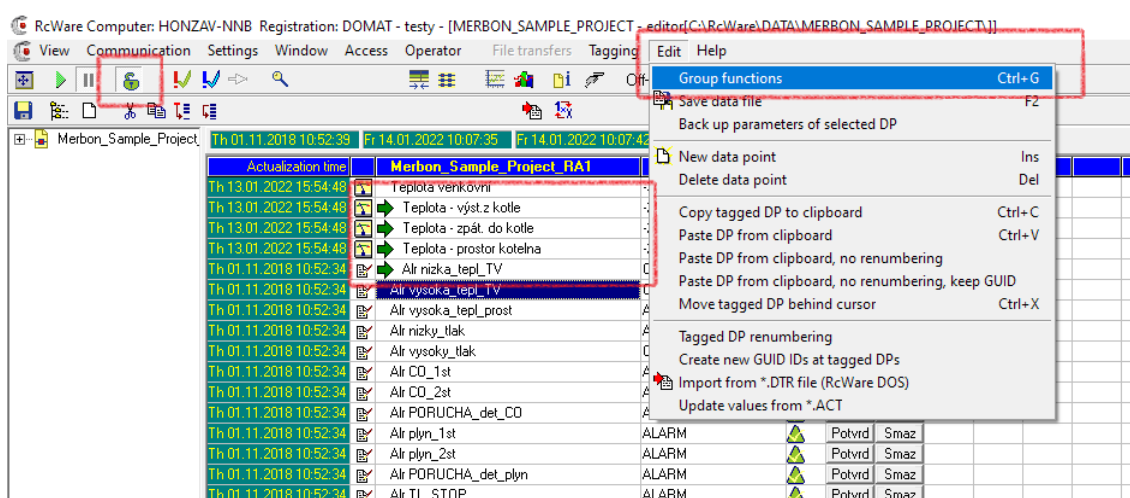 RcWare Computer: HONZAV-NNB Registration: DOMAT - testy - [MERBON_SAMPLE_PROJECT - editor[C:\RcWare\DATA\MERBON_SAMPLE_PROJECT\]]
View Communication Settings Window Access Operator File transfers Tagging Edit Help
Off-
Group functions Ctrl+G
Save data file F2
Back up parameters of selected DP
New data point Ins
Delete data point Del
Copy tagged DP to clipboard Ctrl+C
Paste DP from clipboard Ctrl+V
Paste DP from clipboard, no renumbering
Paste DP from clipboard, no renumbering, keep GUID
Move tagged DP behind cursor Ctrl+X
Tagged DP renumbering
Create new GUID IDs at tagged DPs
Import from *.DTR file (RcWare DOS)
Update values from *.ACT
Merbon_Sample_Project
Th 01.11.2018 10:52:39 Fr 14.01.2022 10:07:35 Fr 14.01.2022 10:07:42
Actualization time Merbon_Sample_Project_RA1
Th 13.01.2022 15:54:48 Teplota venkovní
Th 13.01.2022 15:54:48 Teplota - výst.z kotle
Th 13.01.2022 15:54:48 Teplota - zpát. do kotle
Th 13.01.2022 15:54:48 Teplota - prostor kotelna
Th 01.11.2018 10:52:34 Alr nizka_tepl_TV
Th 01.11.2018 10:52:34 Alr vysoka_tepl_TV
Th 01.11.2018 10:52:34 Alr vysoka_tepl_prost
Th 01.11.2018 10:52:34 Alr nizky_tlak
Th 01.11.2018 10:52:34 Alr vysoky_tlak
Th 01.11.2018 10:52:34 Alr CO_1st
Th 01.11.2018 10:52:34 Alr CO_2st
Th 01.11.2018 10:52:34 Alr PORUCHA_det_CO
Th 01.11.2018 10:52:34 Alr plyn_1st ALARM Potvrd Smaz
Th 01.11.2018 10:52:34 Alr plyn_2st ALARM Potvrd Smaz
Th 01.11.2018 10:52:34 Alr PORUCHA_det_plyn ALARM Potvrd Smaz
Th 01.11.2018 10:52:34 Alr TL_STOP ALARM Potvrd Smaz